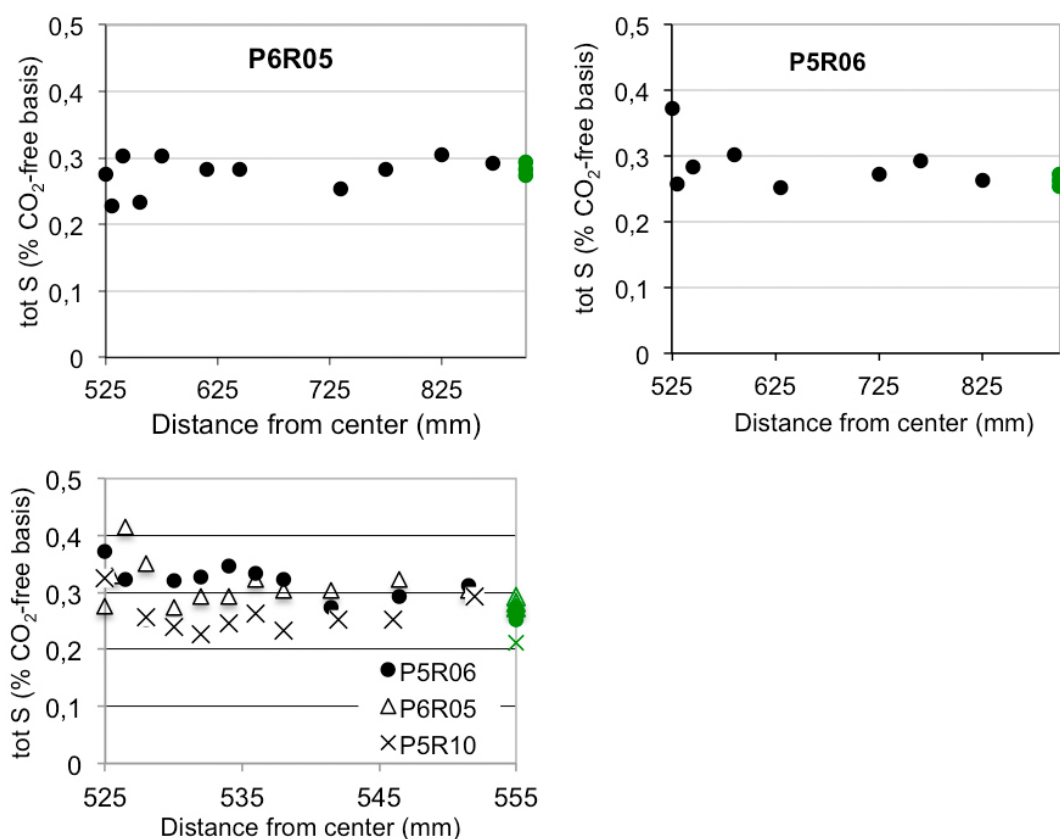 P6R05
tot S (% CO₂-free basis)
0,5
0,4
0,3
0,2
0,1
0
525 625 725 825
Distance from center (mm)
P5R06
tot S (% CO₂-free basis)
0,5
0,4
0,3
0,2
0,1
0
525 625 725 825
Distance from center (mm)
tot S (% CO₂-free basis)
0,5
0,4
0,3
0,2
0,1
0
P5R06
P6R05
P5R10
525 535 545 555
Distance from center (mm)